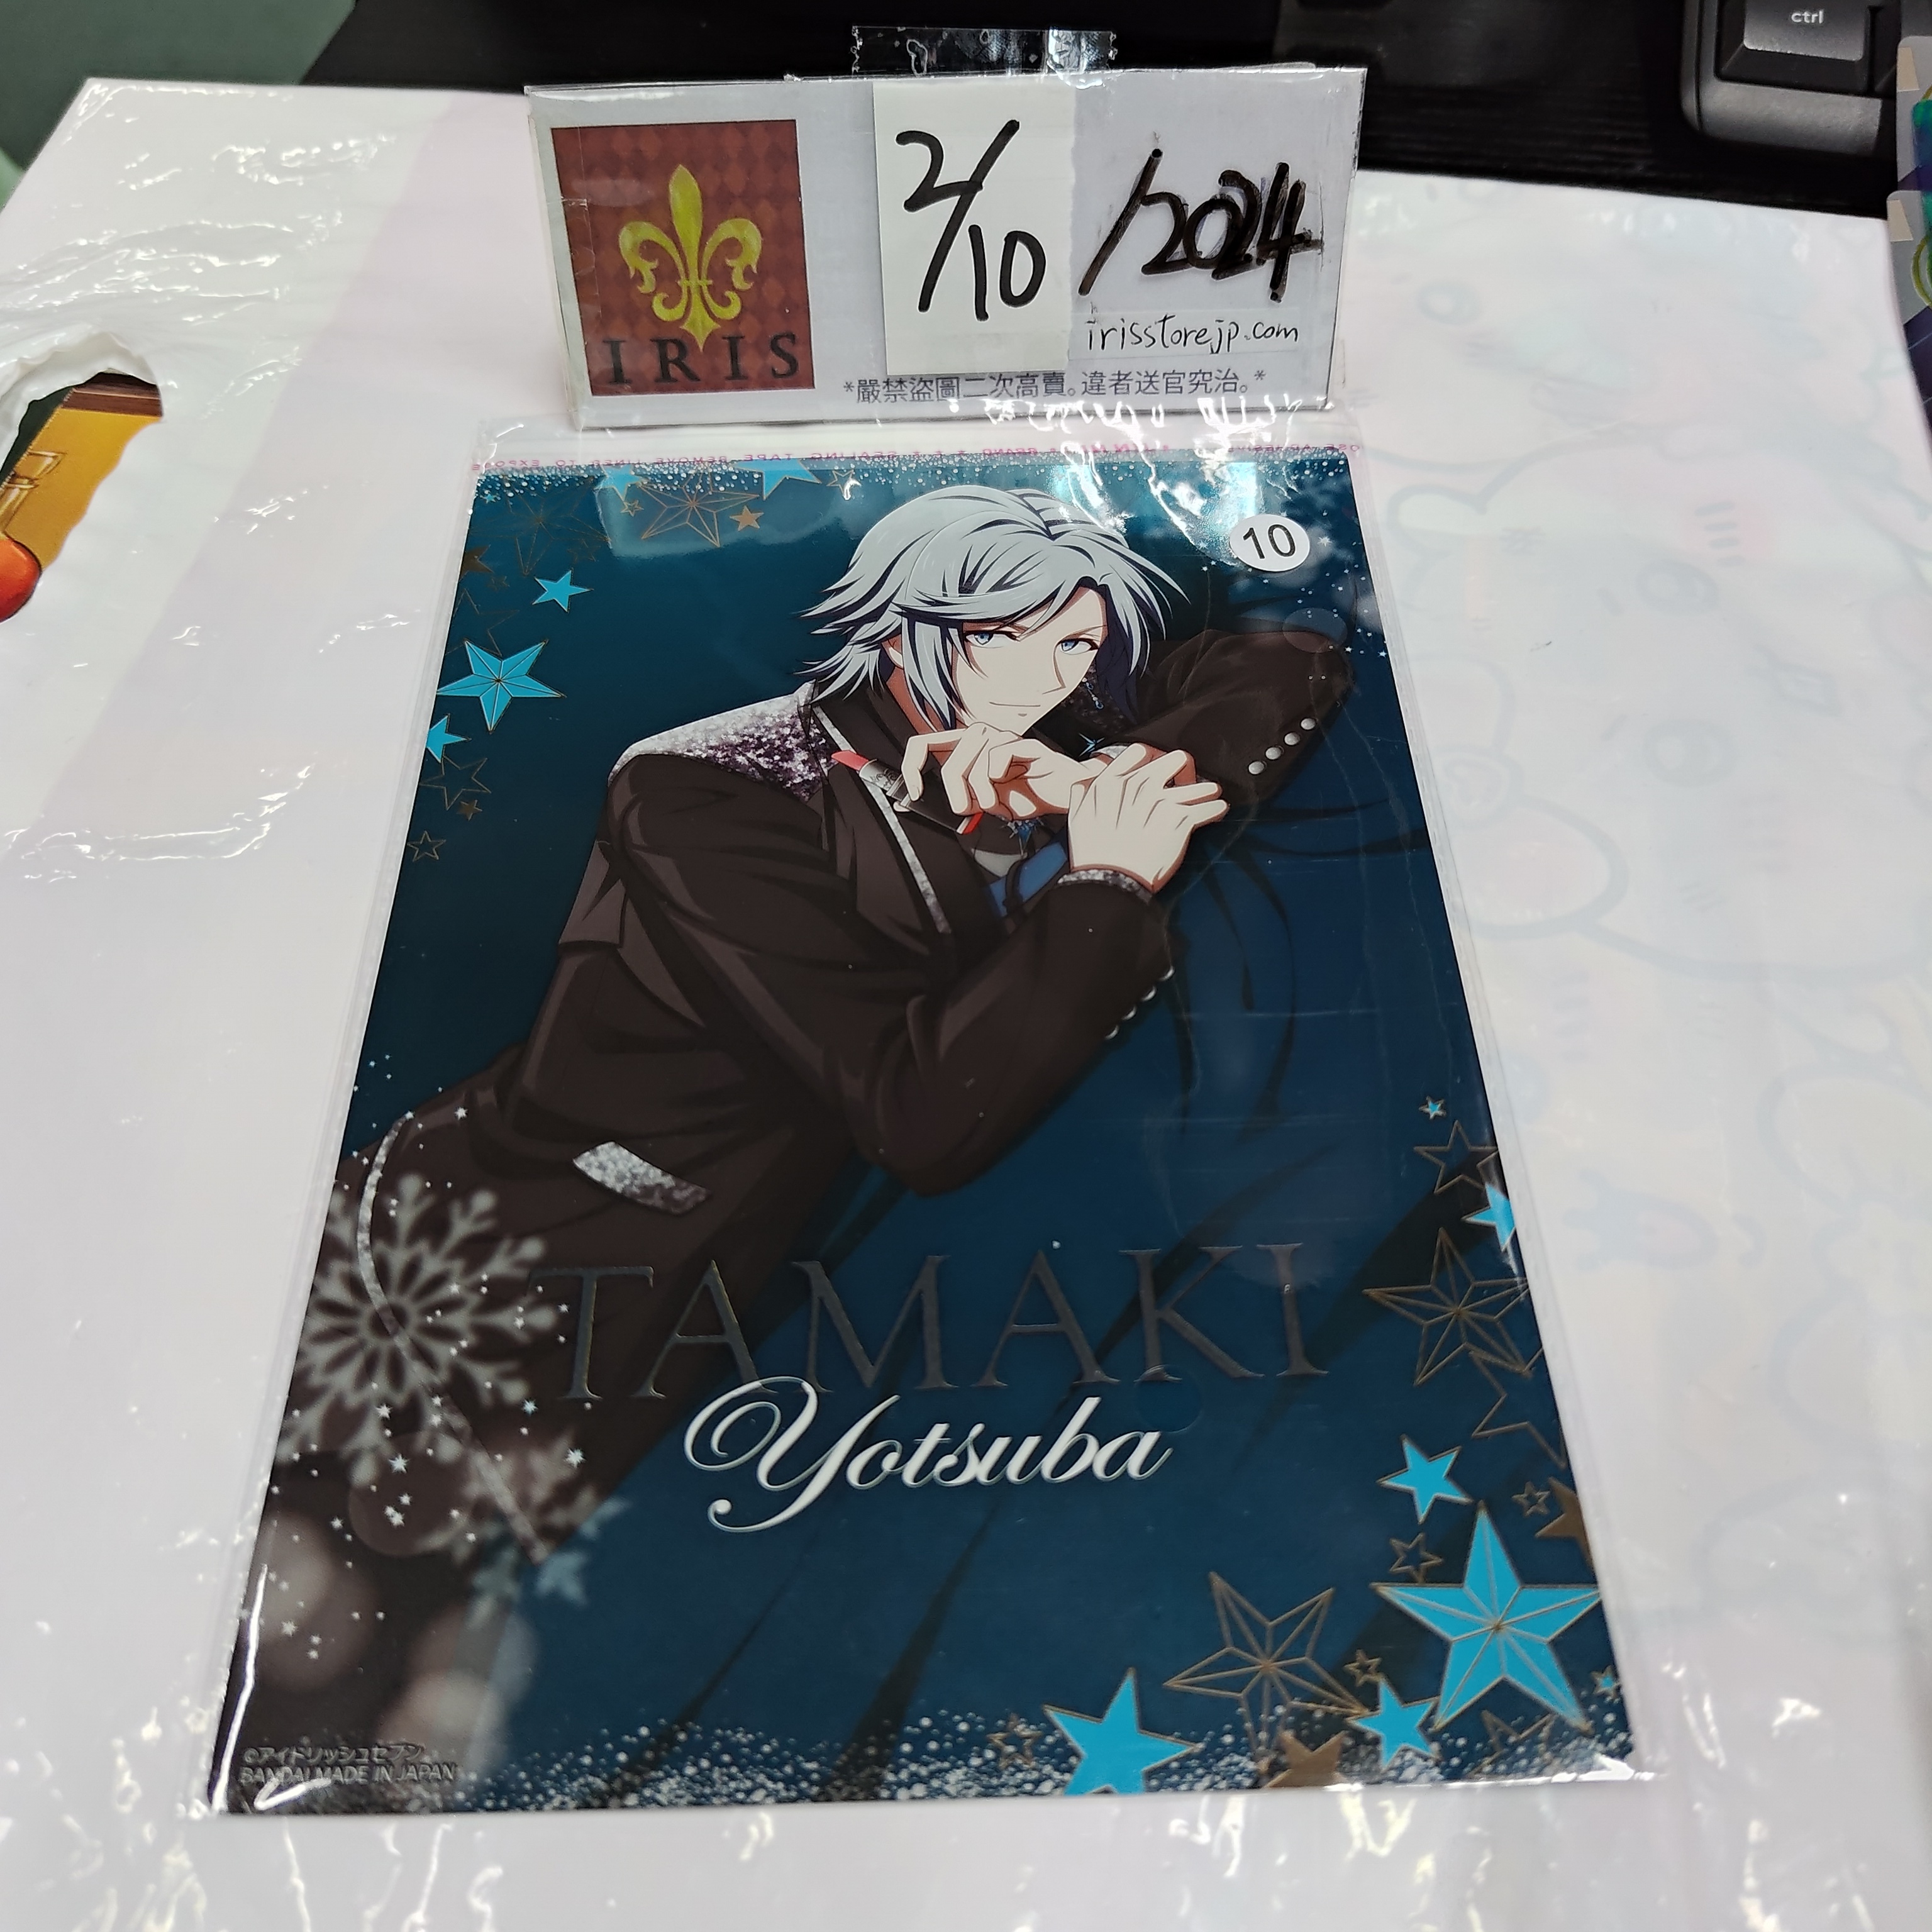 ctrl
IRIS
2/10 /2024
irisstorejp.com
*嚴禁盜圖二次高賣。違者送官究治。*
10
TAMAKI
Yotsuba
©アイドリッシュセブン
BANDAI MADE IN JAPAN